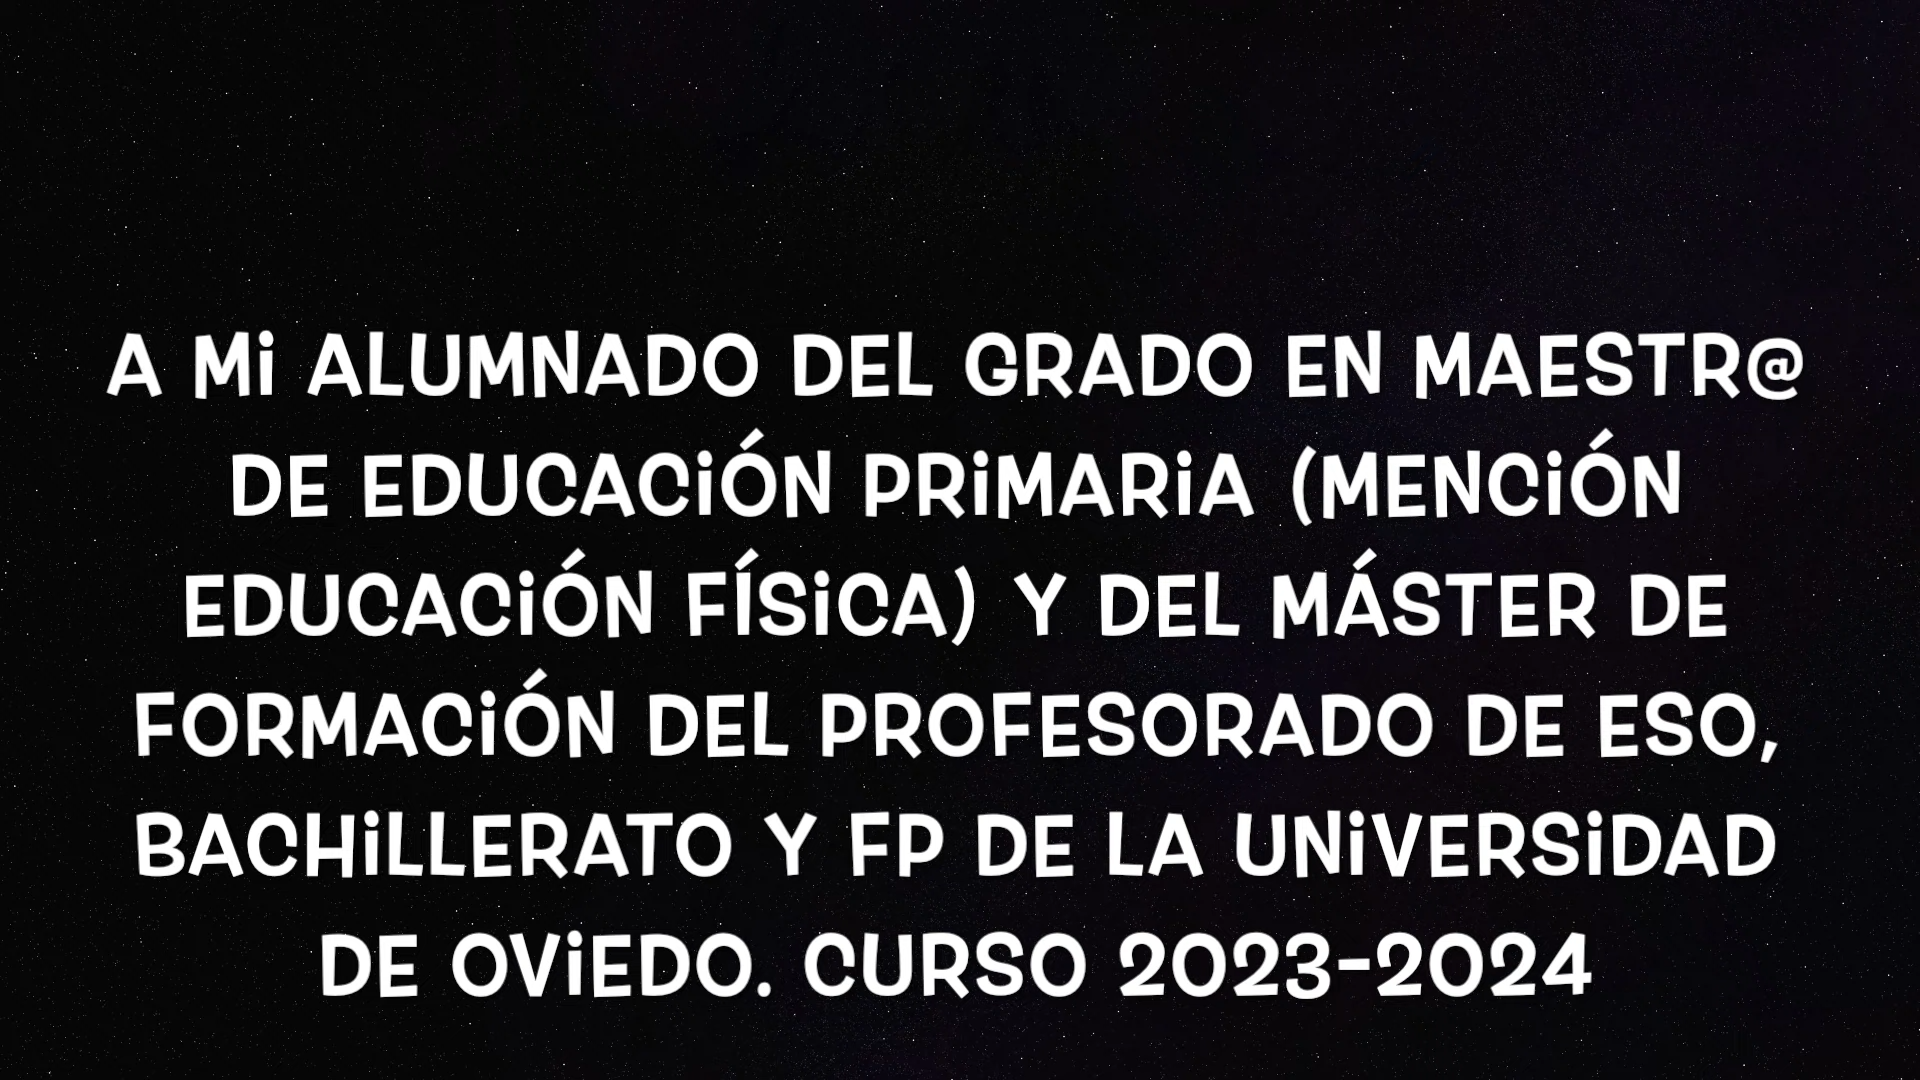 A Mi ALUMNADO DEL GRADO EN MAESTR@
DE EDUCACiÓN PRiMARiA (MENCiÓN
EDUCACiÓN FÍSiCA) Y DEL MÁSTER DE
FORMACiÓN DEL PROFESORADO DE ESO,
BACHiLLERATO Y FP DE LA UNiVERSiDAD
DE OViEDO. CURSO 2023-2024